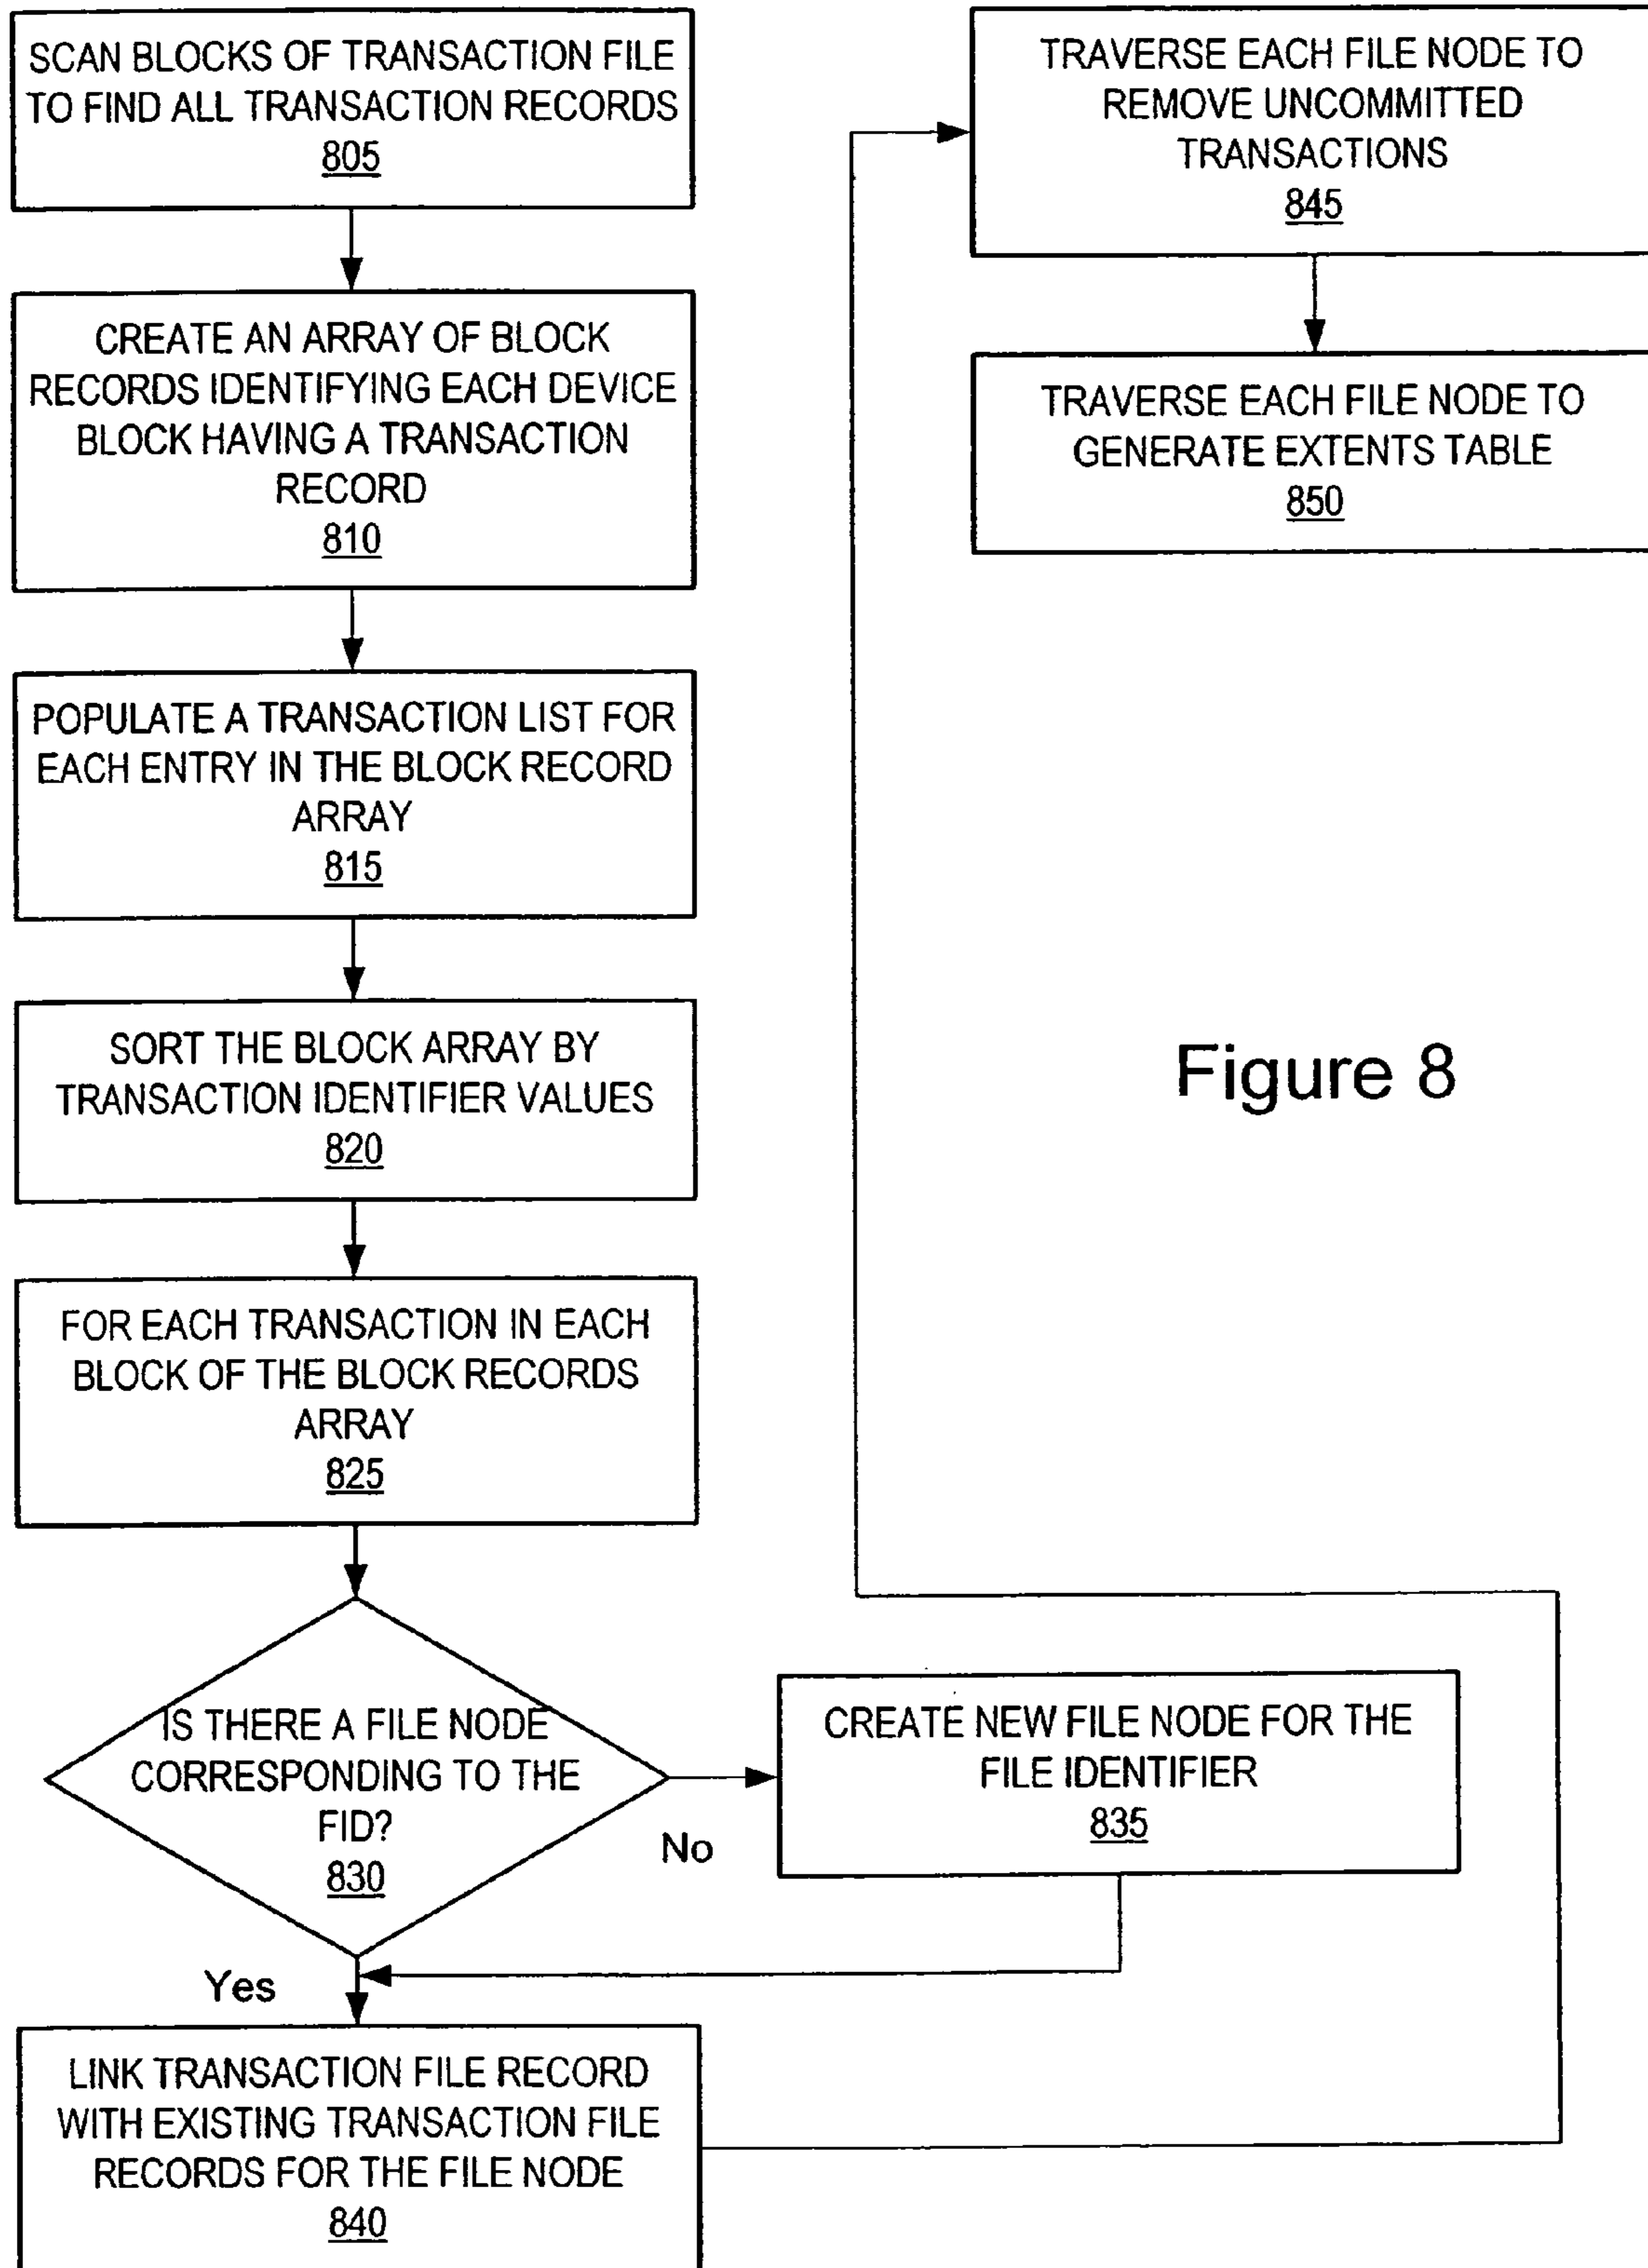 SCAN BLOCKS OF TRANSACTION FILE
TO FIND ALL TRANSACTION RECORDS
805
CREATE AN ARRAY OF BLOCK
RECORDS IDENTIFYING EACH DEVICE
BLOCK HAVING A TRANSACTION
RECORD
810
POPULATE A TRANSACTION LIST FOR
EACH ENTRY IN THE BLOCK RECORD
ARRAY
815
SORT THE BLOCK ARRAY BY
TRANSACTION IDENTIFIER VALUES
820
FOR EACH TRANSACTION IN EACH
BLOCK OF THE BLOCK RECORDS
ARRAY
825
IS THERE A FILE NODE
CORRESPONDING TO THE
FID?
830
No
CREATE NEW FILE NODE FOR THE
FILE IDENTIFIER
835
Yes
LINK TRANSACTION FILE RECORD
WITH EXISTING TRANSACTION FILE
RECORDS FOR THE FILE NODE
840
TRAVERSE EACH FILE NODE TO
REMOVE UNCOMMITTED
TRANSACTIONS
845
TRAVERSE EACH FILE NODE TO
GENERATE EXTENTS TABLE
850
Figure 8